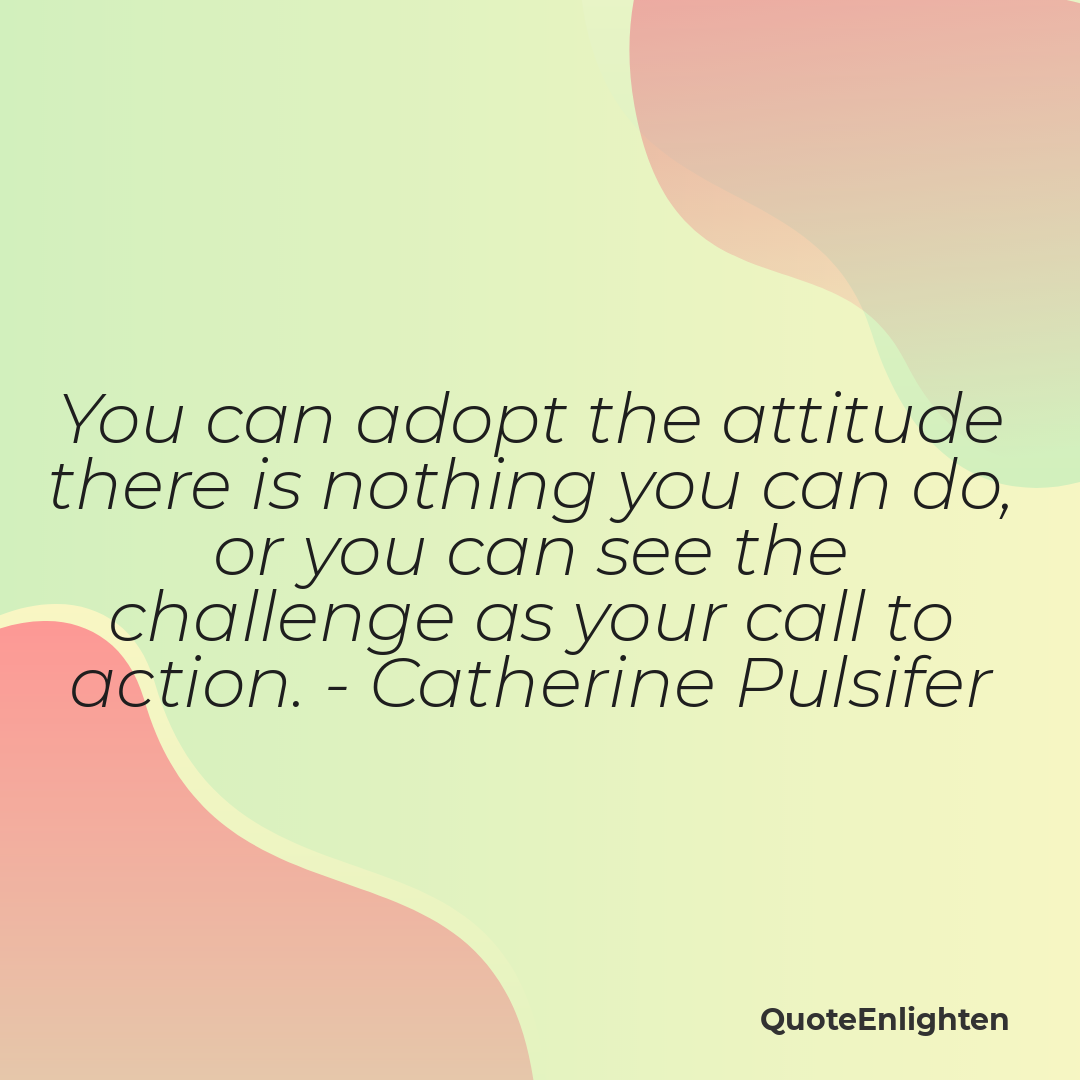 You can adopt the attitude
there is nothing you can do,
or you can see the
challenge as your call to
action. - Catherine Pulsifer
QuoteEnlighten